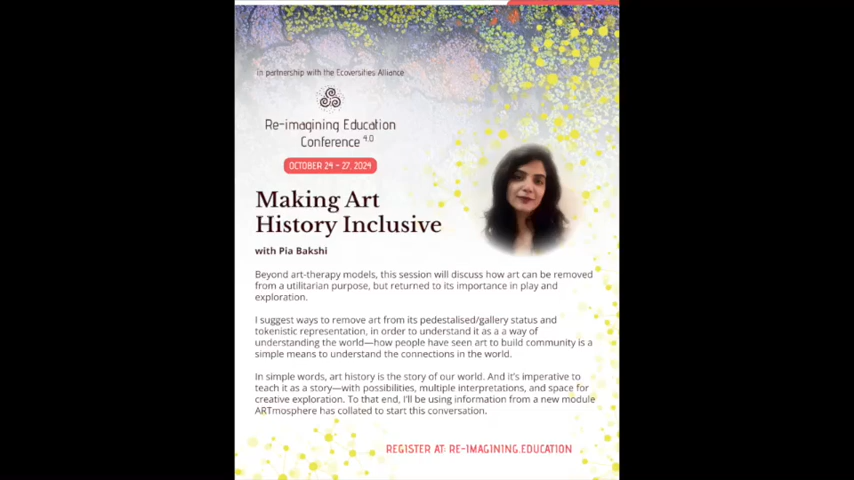 in partnership with the Ecoversities Alliance
Re-imagining Education
Conference 4.0
OCTOBER 24 - 27, 2024
Making Art
History Inclusive
with Pia Bakshi
Beyond art-therapy models, this session will discuss how art can be removed
from a utilitarian purpose, but returned to its importance in play and
exploration.
I suggest ways to remove art from its pedestalised/gallery status and
tokenistic representation, in order to understand it as a a way of
understanding the world—how people have seen art to build community is a
simple means to understand the connections in the world.
In simple words, art history is the story of our world. And it's imperative to
teach it as a story—with possibilities, multiple interpretations, and space for
creative exploration. To that end, I'll be using information from a new module
ARTmosphere has collated to start this conversation.
REGISTER AT: RE-IMAGINING.EDUCATION